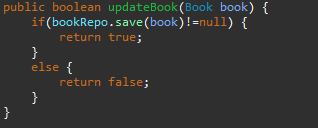 public boolean updateBook(Book book) {
    if(bookRepo.save(book)!=null) {
        return true;
    }
    else {
        return false;
    }
}